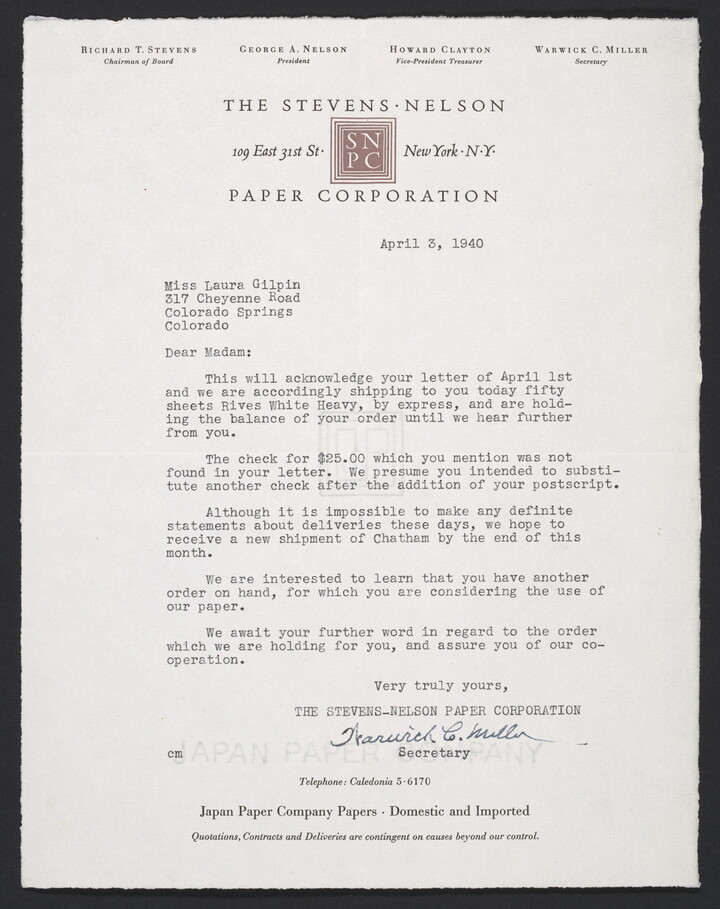 RICHARD T. STEVENS GEORGE A. NELSON HOWARD CLAYTON WARWICK C. MILLER
Chairman of Board President Vice-President Treasurer Secretary
THE STEVENS·NELSON
109 East 31st St· SN New York·N·Y·
PC
PAPER CORPORATION
April 3, 1940
Miss Laura Gilpin
317 Cheyenne Road
Colorado Springs
Colorado
Dear Madam:
This will acknowledge your letter of April 1st
and we are accordingly shipping to you today fifty
sheets Rives White Heavy, by express, and are hold-
ing the balance of your order until we hear further
from you.
The check for $25.00 which you mention was not
found in your letter. We presume you intended to substi-
tute another check after the addition of your postscript.
Although it is impossible to make any definite
statements about deliveries these days, we hope to
receive a new shipment of Chatham by the end of this
month.
We are interested to learn that you have another
order on hand, for which you are considering the use of
our paper.
We await your further word in regard to the order
which we are holding for you, and assure you of our co-
operation.
Very truly yours,
THE STEVENS-NELSON PAPER CORPORATION
Warwick C. Miller
JAPAN PAPER COMPANY
cm Secretary
Telephone: Caledonia 5-6170
Japan Paper Company Papers · Domestic and Imported
Quotations, Contracts and Deliveries are contingent on causes beyond our control.